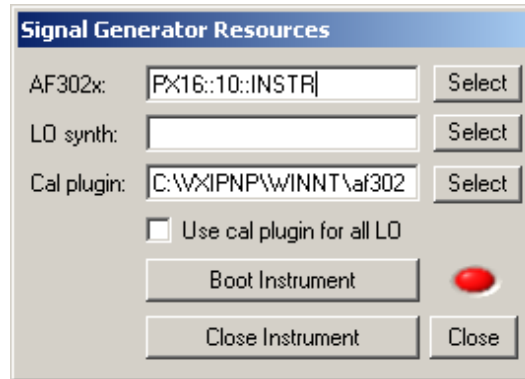 Signal Generator Resources
AF302x: PX16::10::INSTR Select
LO synth: Select
Cal plugin: C:\VXIPNP\WINNT\af302 Select
Use cal plugin for all LO
Boot Instrument
Close Instrument Close